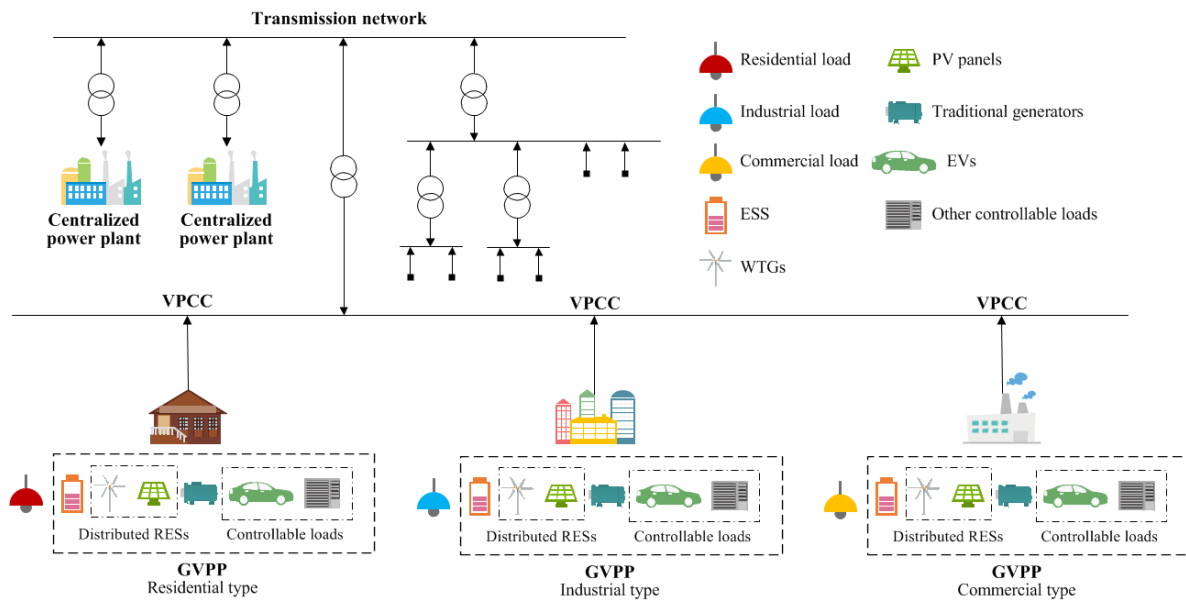 Transmission network
Residential load
PV panels
Industrial load
Traditional generators
Commercial load
EVs
ESS
Other controllable loads
WTGs
Centralized
power plant
Centralized
power plant
VPCC
VPCC
VPCC
Distributed RESs
Controllable loads
Distributed RESs
Controllable loads
Distributed RESs
Controllable loads
GVPP
Residential type
GVPP
Industrial type
GVPP
Commercial type